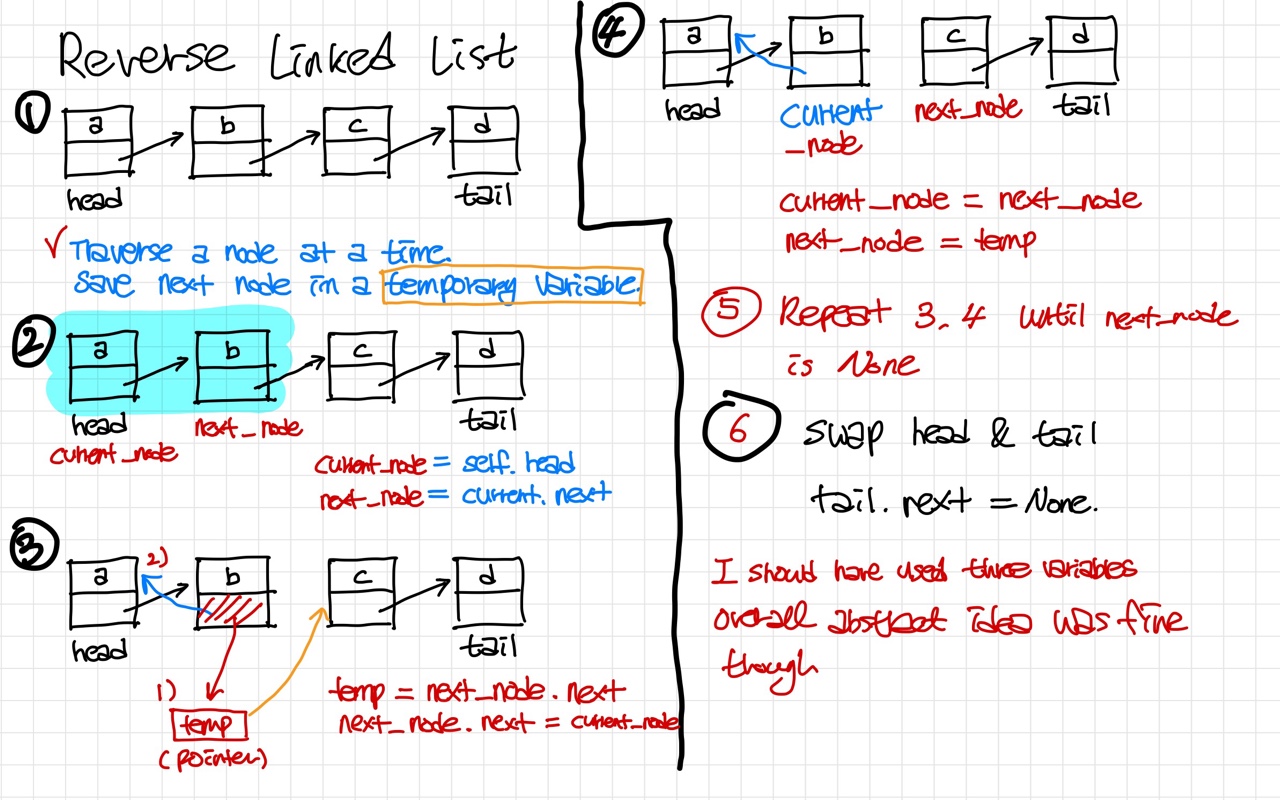 Reverse Linked List
①
a b c d
head tail
√ Traverse a node at a time.
Save next node in a temporary variable.
②
a b c d
head tail
current_node next_node
current_node = self.head
next_node = current.next
③
2)
a b c d
head tail
1)
temp
(pointer)
temp = next_node.next
next_node.next = current_node
④
a b c d
head current next_node tail
_node
current_node = next_node
next_node = temp
⑤ Repeat 3.4 until next_node
is None
⑥ swap head & tail
tail.next = None.
I should have used three variables
overall abstract idea was fine
though